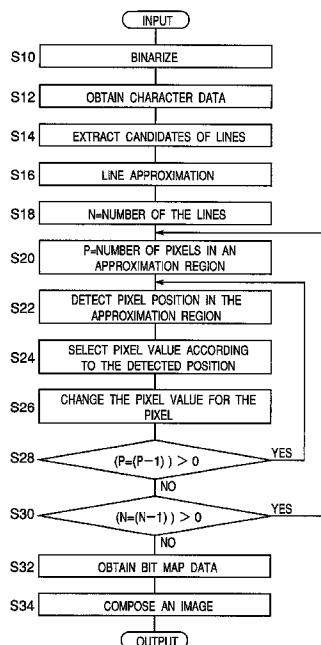 INPUT
S10 BINARIZE
S12 OBTAIN CHARACTER DATA
S14 EXTRACT CANDIDATES OF LINES
S16 LINE APPROXIMATION
S18 N=NUMBER OF THE LINES
S20 P=NUMBER OF PIXELS IN AN
APPROXIMATION REGION
S22 DETECT PIXEL POSITION IN THE
APPROXIMATION REGION
S24 SELECT PIXEL VALUE ACCORDING
TO THE DETECTED POSITION
S26 CHANGE THE PIXEL VALUE FOR THE
PIXEL
S28 (P=(P-1) ) > 0 YES
NO
S30 (N=(N-1) ) > 0 YES
NO
S32 OBTAIN BIT MAP DATA
S34 COMPOSE AN IMAGE
OUTPUT